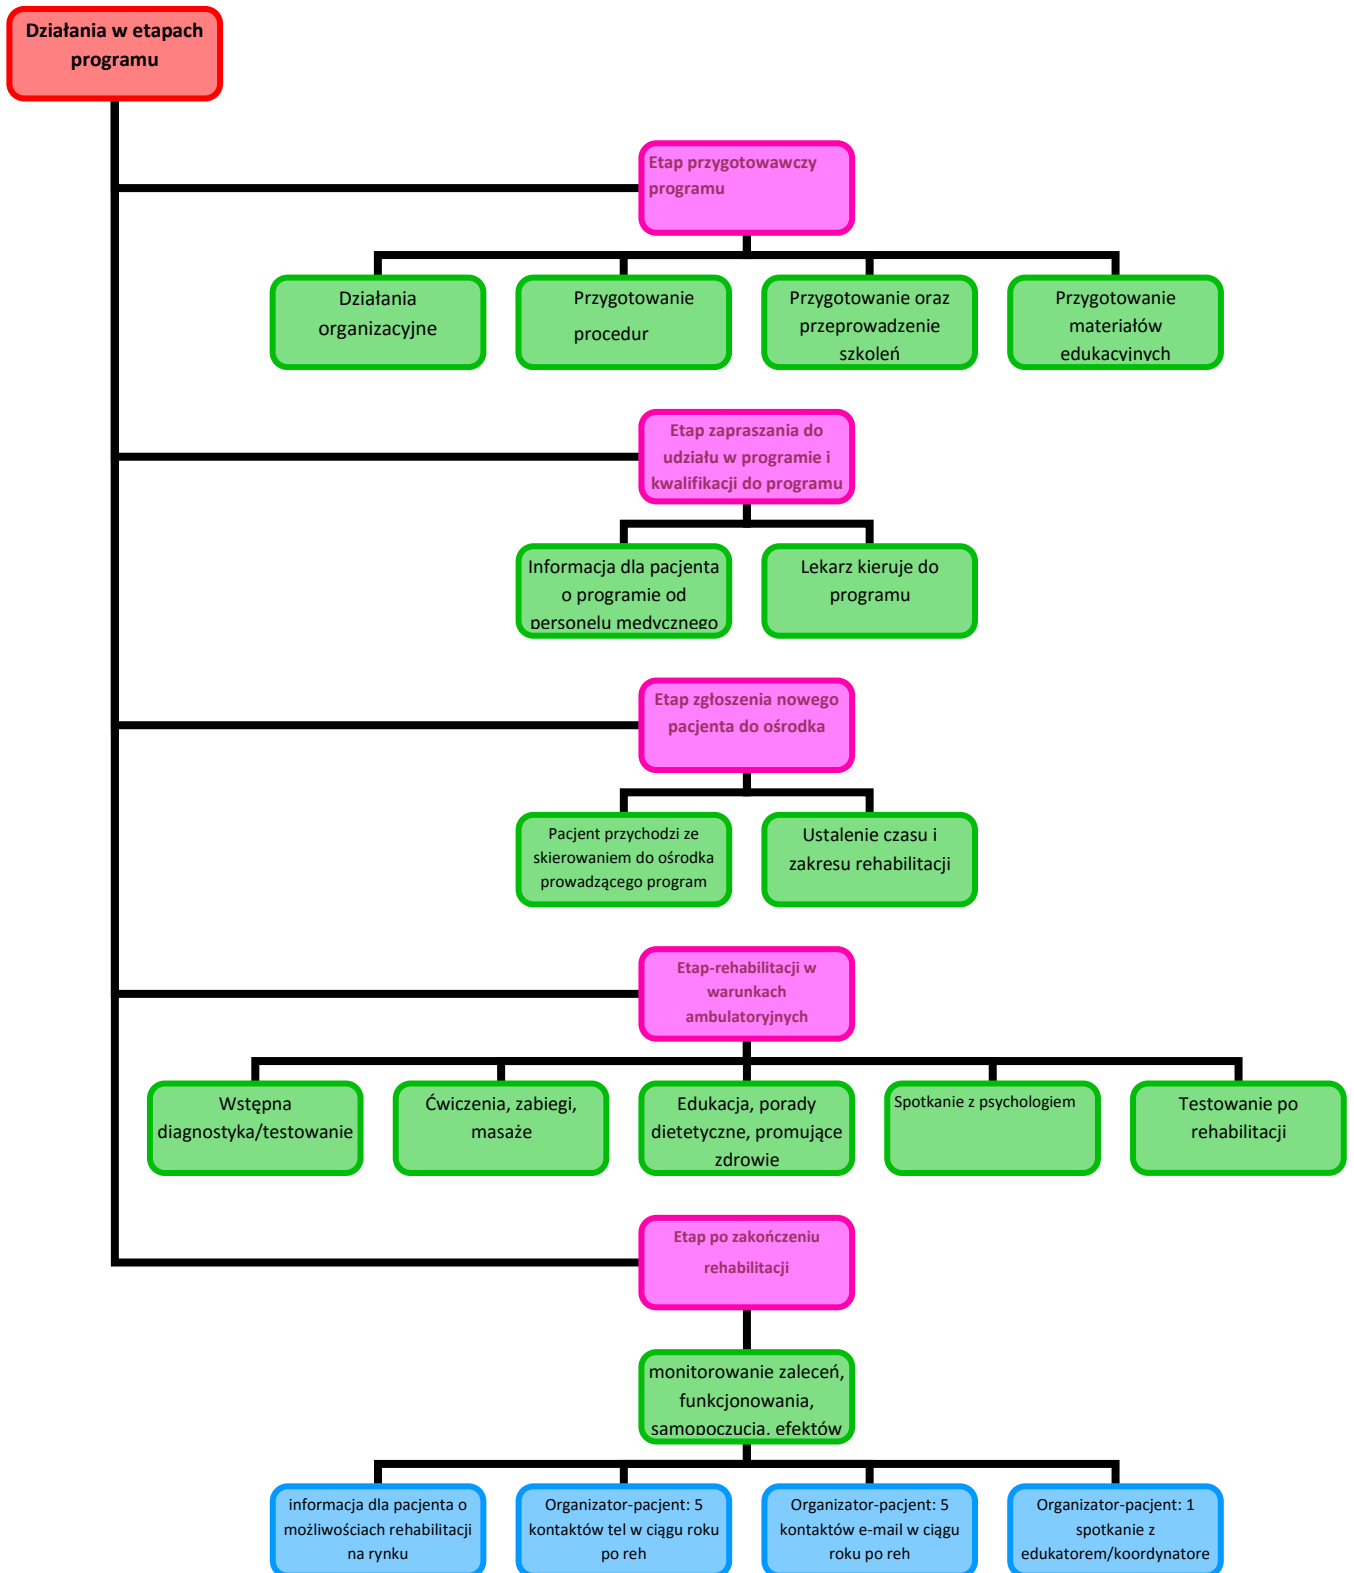 Działania w etapach
programu
Etap przygotowawczy
programu
Działania
organizacyjne
Przygotowanie
procedur
Przygotowanie oraz
przeprowadzenie
szkoleń
Przygotowanie
materiałów
edukacyjnych
Etap zapraszania do
udziału w programie i
kwalifikacji do programu
Informacja dla pacjenta
o programie od
personelu medycznego
Lekarz kieruje do
programu
Etap zgłoszenia nowego
pacjenta do ośrodka
Pacjent przychodzi ze
skierowaniem do ośrodka
prowadzącego program
Ustalenie czasu i
zakresu rehabilitacji
Etap-rehabilitacji w
warunkach
ambulatoryjnych
Wstępna
diagnostyka/testowanie
Ćwiczenia, zabiegi,
masaże
Edukacja, porady
dietetyczne, promujące
zdrowie
Spotkanie z psychologiem
Testowanie po
rehabilitacji
Etap po zakończeniu
rehabilitacji
monitorowanie zaleceń,
funkcjonowania,
samopoczucia, efektów
informacja dla pacjenta o
możliwościach rehabilitacji
na rynku
Organizator-pacjent: 5
kontaktów tel w ciągu roku
po reh
Organizator-pacjent: 5
kontaktów e-mail w ciągu
roku po reh
Organizator-pacjent: 1
spotkanie z
edukatorem/koordynatore